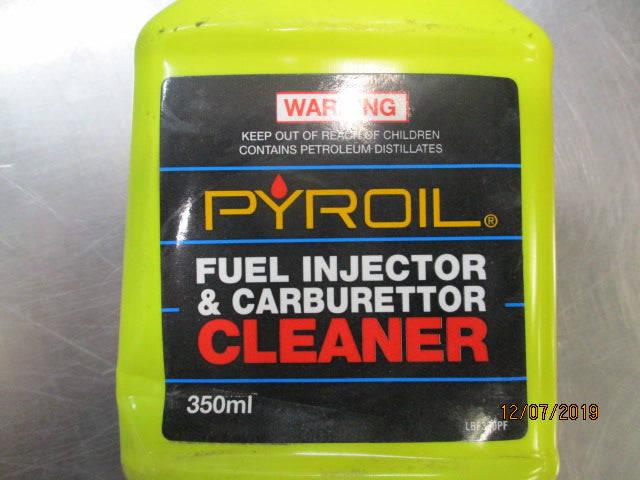 WARNING
KEEP OUT OF REACH OF CHILDREN
CONTAINS PETROLEUM DISTILLATES
PYROIL®
FUEL INJECTOR
& CARBURETTOR
CLEANER
350ml
12/07/2019